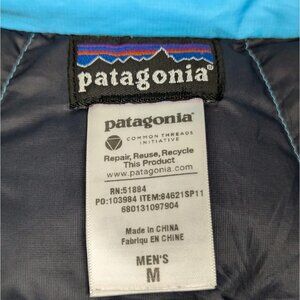 patagonia®
patagonia®
COMMON THREADS
INITIATIVE
Repair, Reuse, Recycle
This Product
www.patagonia.com
RN:51884
PO:103984 ITEM:84621SP11
680131097904
Made in CHINA
Fabriqu EN CHINE
MEN'S
M